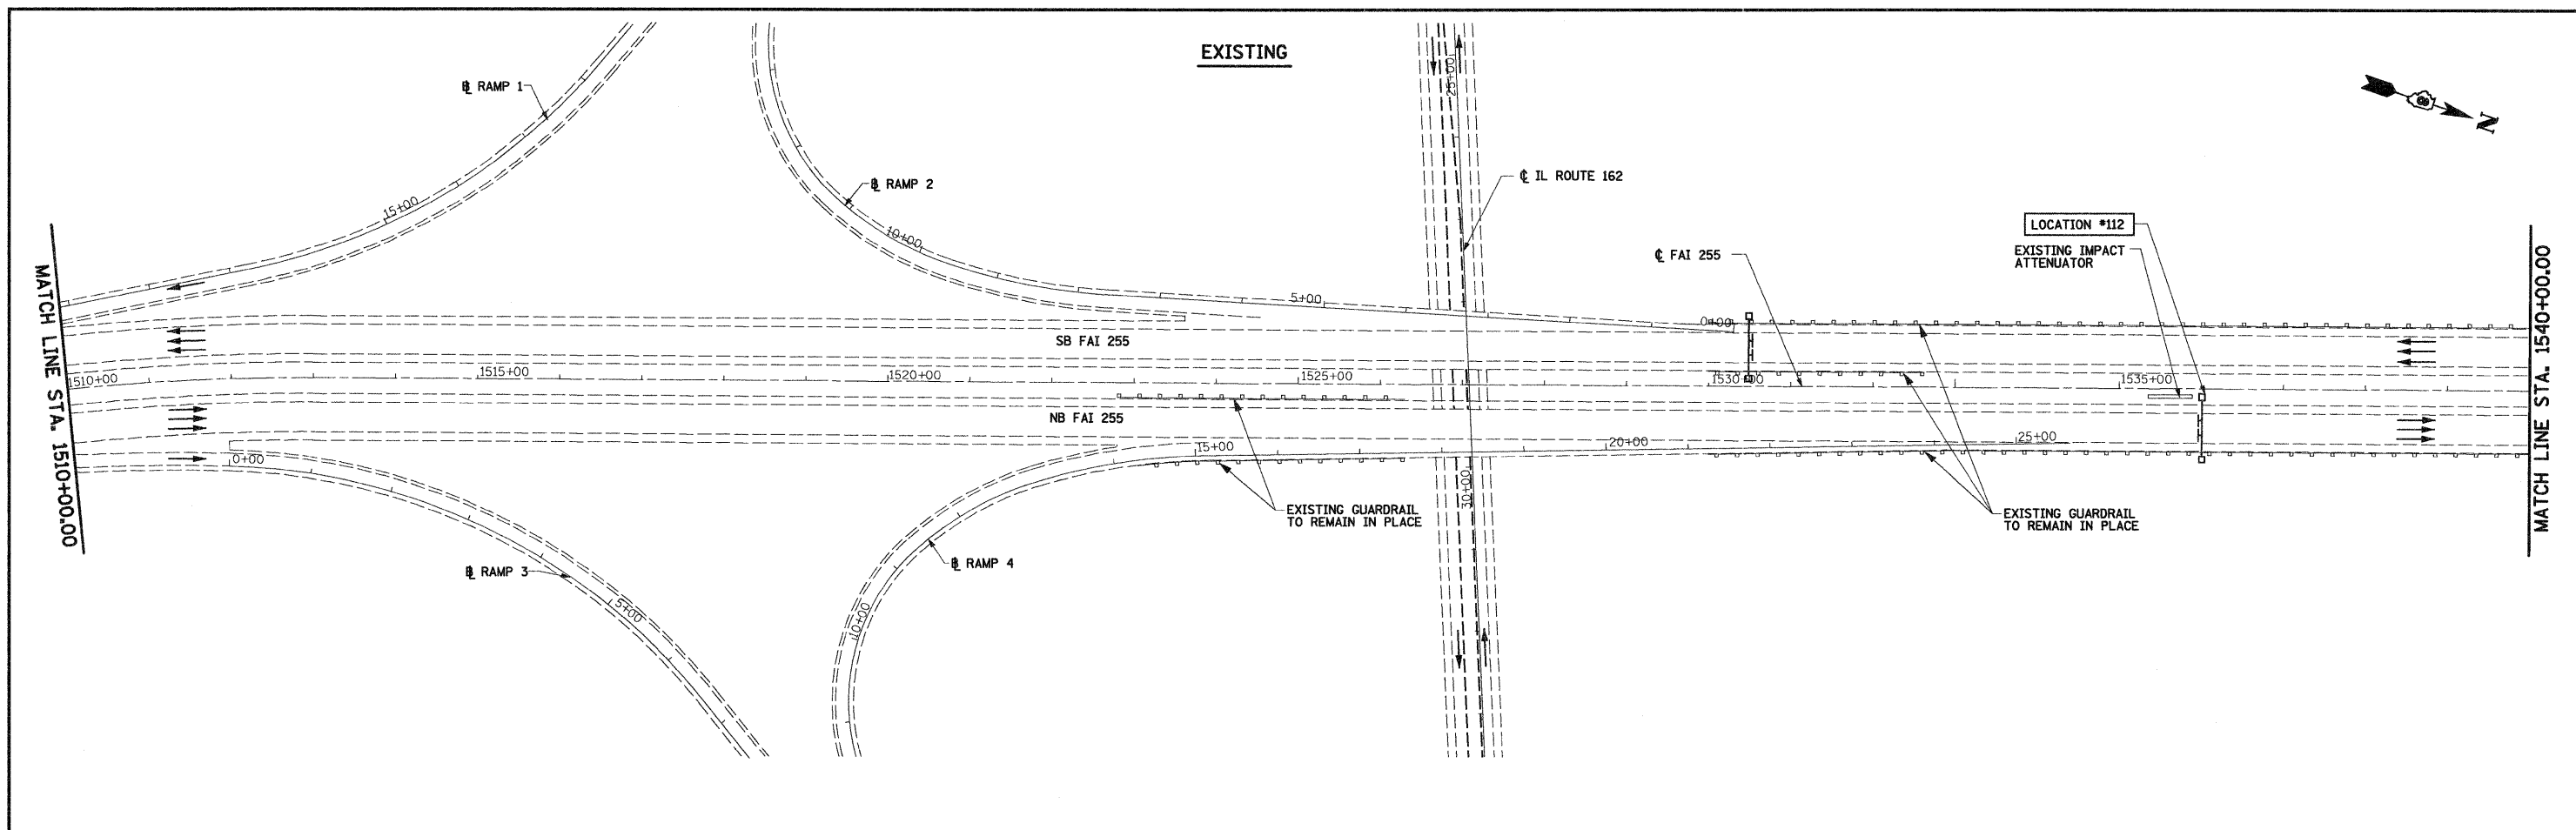 EXISTING
25+00
N
℄ RAMP 1
℄ RAMP 2
℄ IL ROUTE 162
15+00
10+00
LOCATION #112
EXISTING IMPACT
ATTENUATOR
℄ FAI 255
MATCH LINE STA. 1510+00.00
MATCH LINE STA. 1540+00.00
5+00
0+00
SB FAI 255
1510+00
1515+00
1520+00
1525+00
1530+00
1535+00
NB FAI 255
0+00
15+00
20+00
25+00
30+00
EXISTING GUARDRAIL
TO REMAIN IN PLACE
EXISTING GUARDRAIL
TO REMAIN IN PLACE
℄ RAMP 3
℄ RAMP 4
5+00
10+00